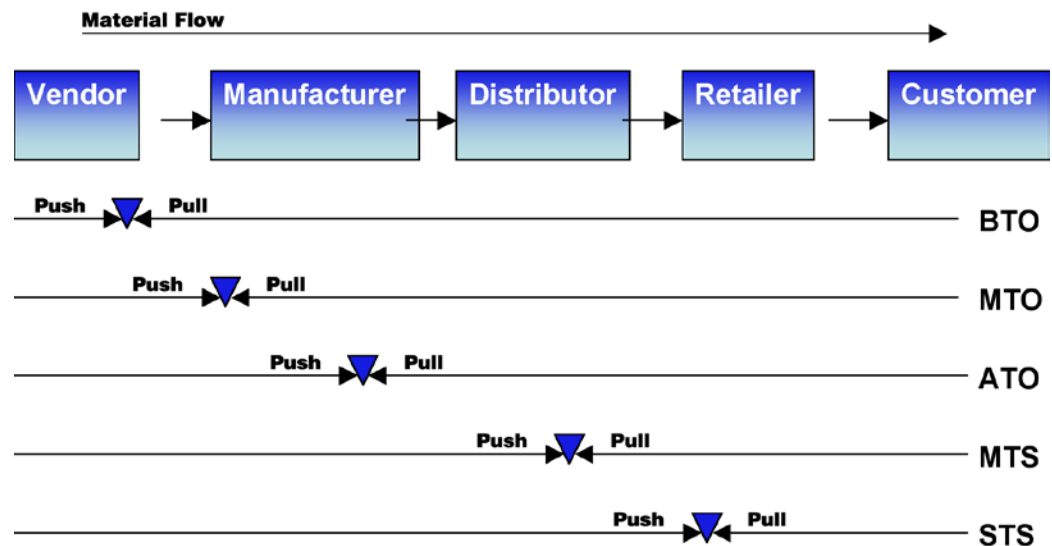 Material Flow
Vendor Manufacturer Distributor Retailer Customer
Push Pull
BTO
Push Pull
MTO
Push Pull
ATO
Push Pull
MTS
Push Pull
STS